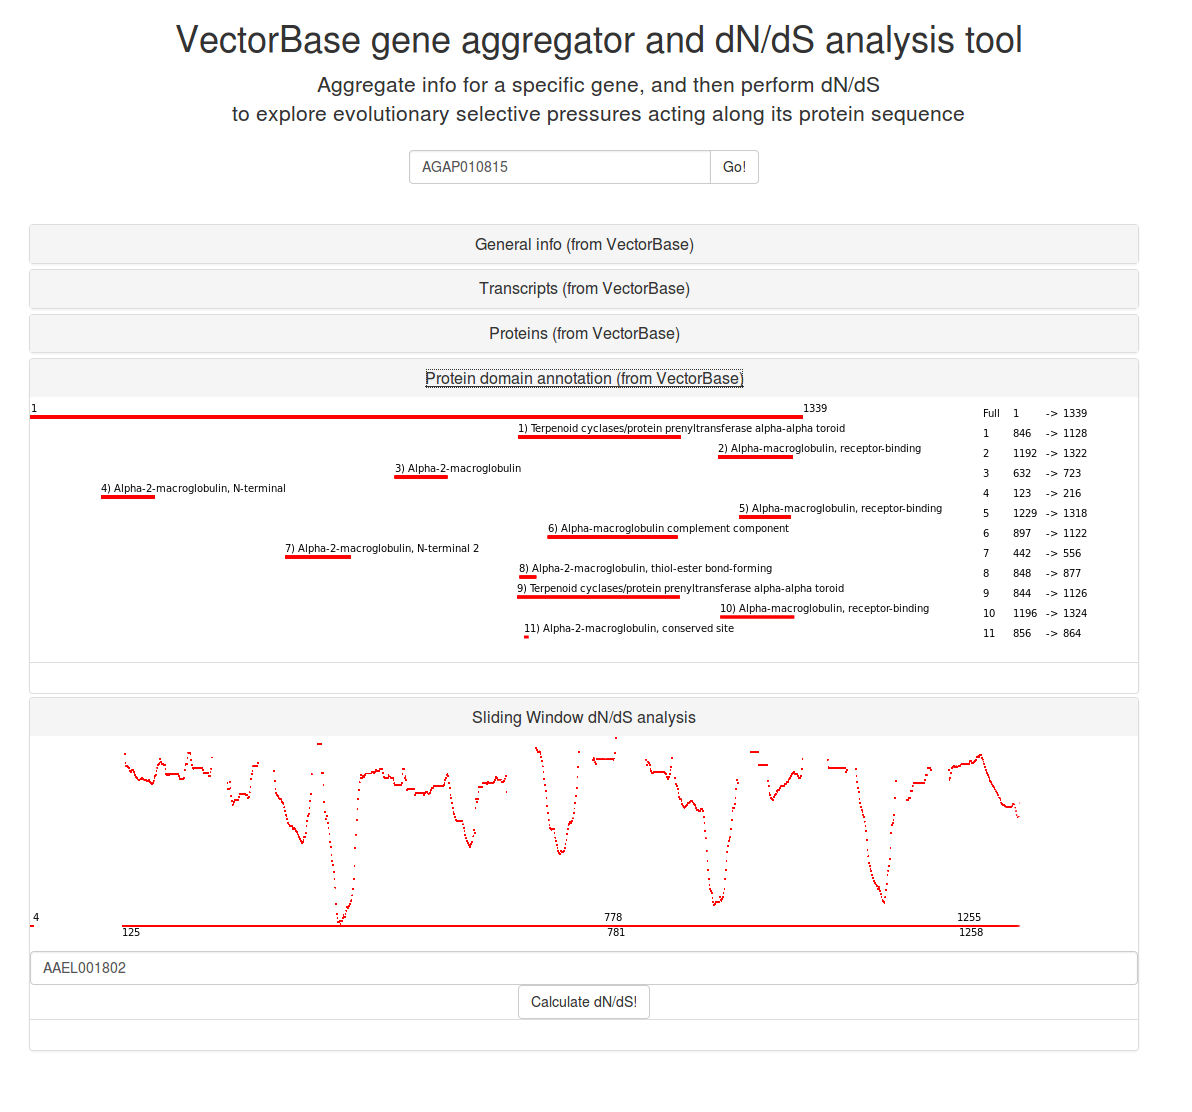 VectorBase gene aggregator and dN/dS analysis tool
Aggregate info for a specific gene, and then perform dN/dS
to explore evolutionary selective pressures acting along its protein sequence
AGAP010815 Go!
General info (from VectorBase)
Transcripts (from VectorBase)
Proteins (from VectorBase)
Protein domain annotation (from VectorBase)
1 1339 Full 1 -> 1339
1) Terpenoid cyclases/protein prenyltransferase alpha-alpha toroid 1 846 -> 1128
2) Alpha-macroglobulin, receptor-binding 2 1192 -> 1322
3) Alpha-2-macroglobulin 3 632 -> 723
4) Alpha-2-macroglobulin, N-terminal 4 123 -> 216
5) Alpha-macroglobulin, receptor-binding 5 1229 -> 1318
6) Alpha-macroglobulin complement component 6 897 -> 1122
7) Alpha-2-macroglobulin, N-terminal 2 7 442 -> 556
8) Alpha-2-macroglobulin, thiol-ester bond-forming 8 848 -> 877
9) Terpenoid cyclases/protein prenyltransferase alpha-alpha toroid 9 844 -> 1126
10) Alpha-macroglobulin, receptor-binding 10 1196 -> 1324
11) Alpha-2-macroglobulin, conserved site 11 856 -> 864
Sliding Window dN/dS analysis
4 778 1255
125 781 1258
AAEL001802
Calculate dN/dS!